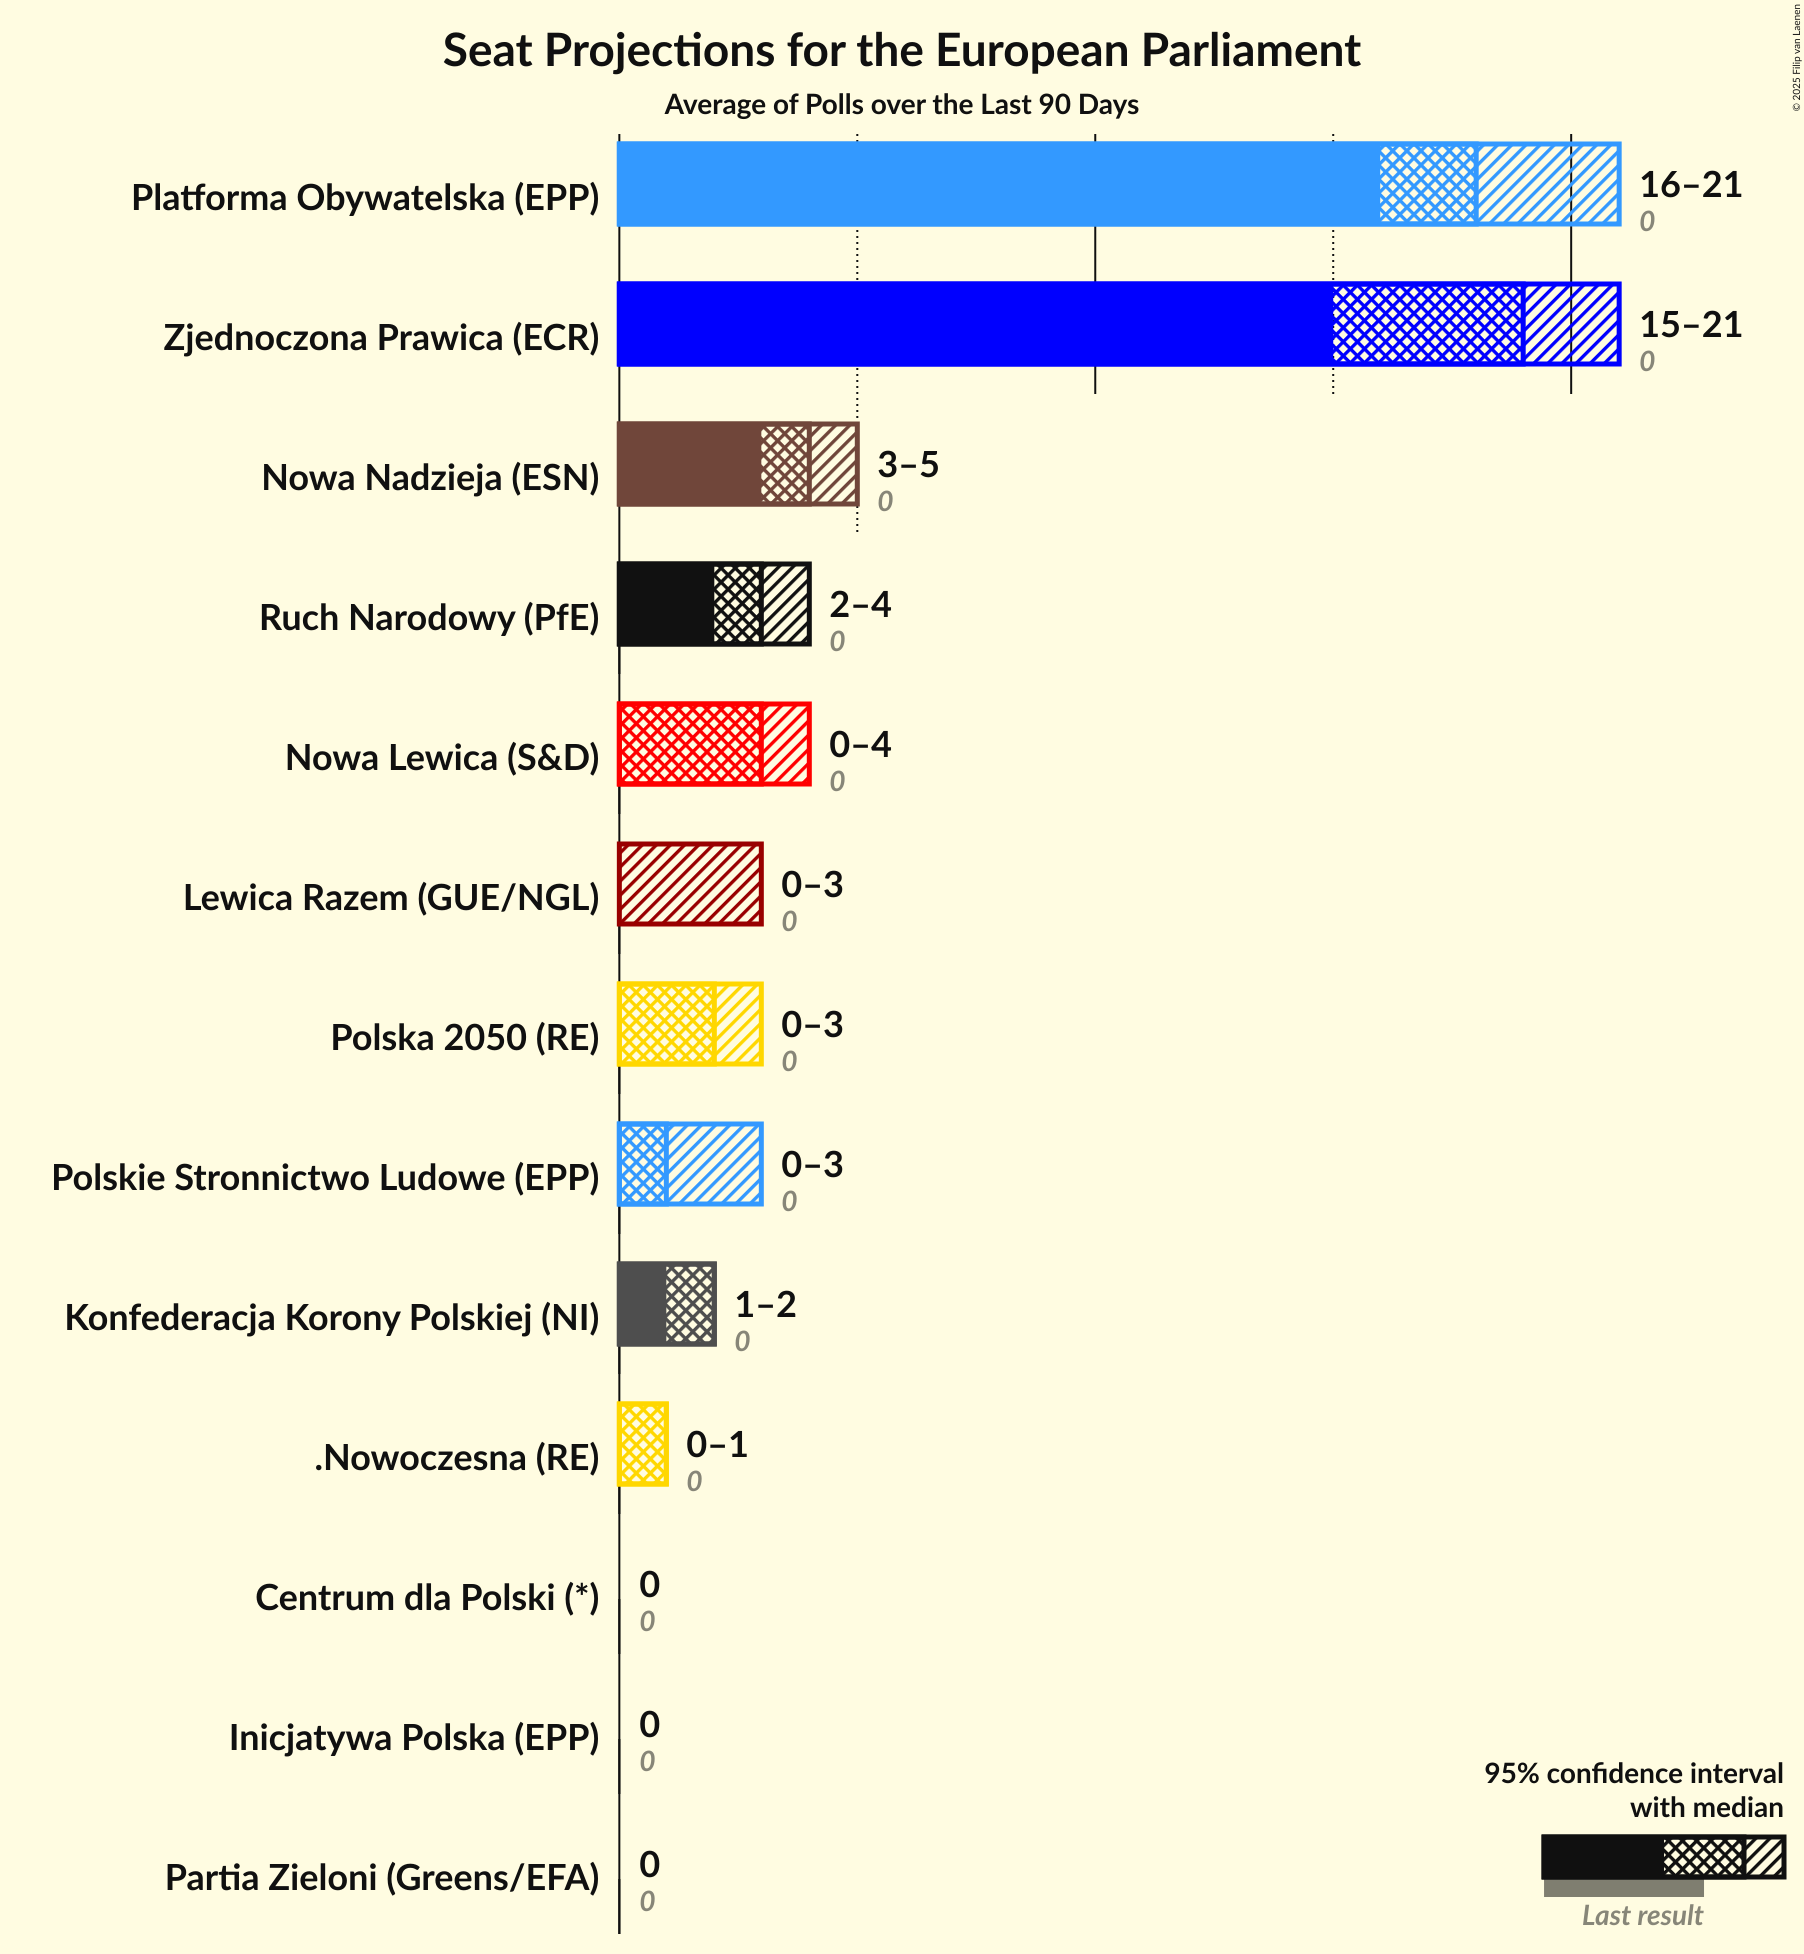 © 2025 Filip van Laenen
Seat Projections for the European Parliament
Average of Polls over the Last 90 Days
Platforma Obywatelska (EPP)
16–21
0
Zjednoczona Prawica (ECR)
15–21
0
Nowa Nadzieja (ESN)
3–5
0
Ruch Narodowy (PfE)
2–4
0
Nowa Lewica (S&D)
0–4
0
Lewica Razem (GUE/NGL)
0–3
0
Polska 2050 (RE)
0–3
0
Polskie Stronnictwo Ludowe (EPP)
0–3
0
Konfederacja Korony Polskiej (NI)
1–2
0
.Nowoczesna (RE)
0–1
0
Centrum dla Polski (*)
0
0
Inicjatywa Polska (EPP)
0
0
Partia Zieloni (Greens/EFA)
0
0
95% confidence interval
with median
Last result